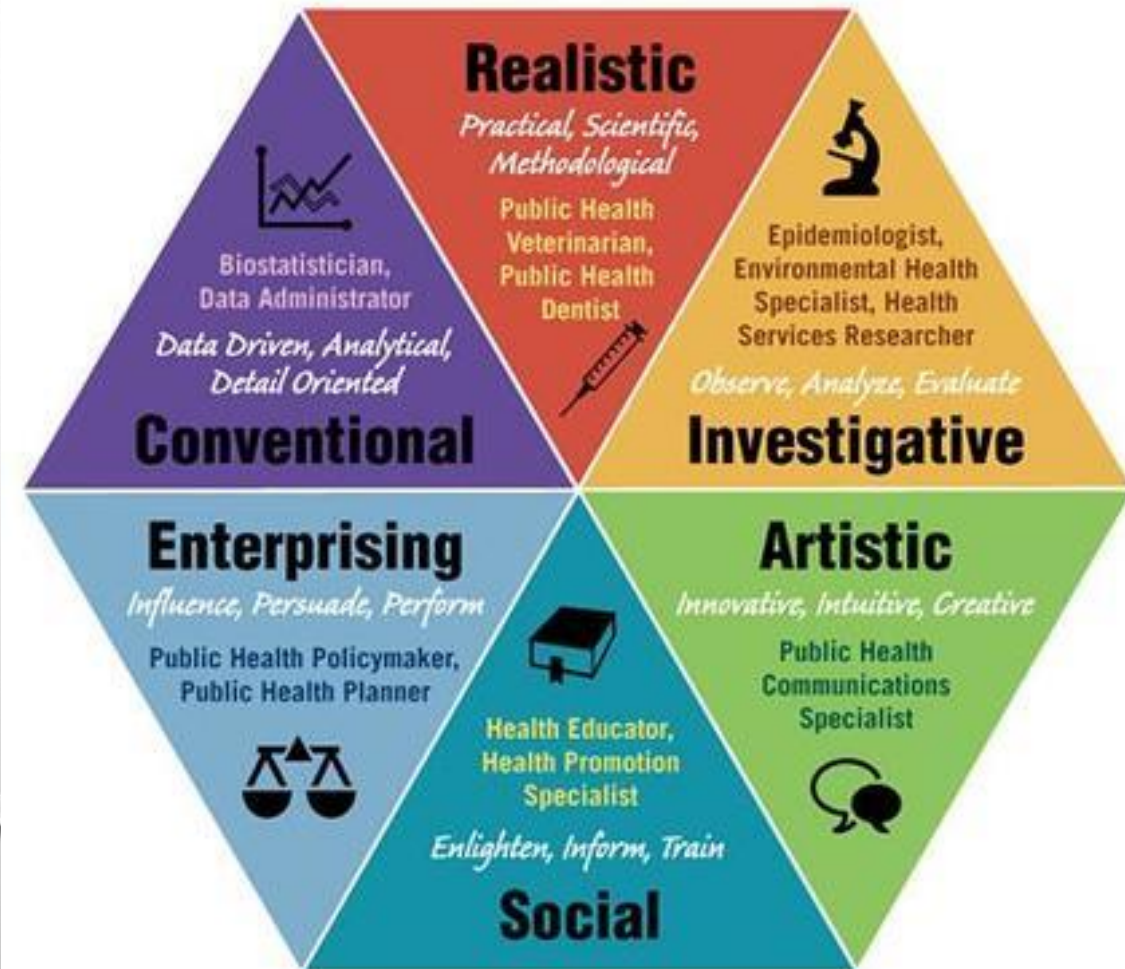 Realistic
Practical, Scientific,
Methodological
Public Health
Veterinarian,
Public Health
Dentist
Epidemiologist,
Environmental Health
Specialist, Health
Services Researcher
Observe, Analyze, Evaluate
Investigative
Artistic
Innovative, Intuitive, Creative
Public Health
Communications
Specialist
Health Educator,
Health Promotion
Specialist
Enlighten, Inform, Train
Social
Enterprising
Influence, Persuade, Perform
Public Health Policymaker,
Public Health Planner
Biostatistician,
Data Administrator
Data Driven, Analytical,
Detail Oriented
Conventional